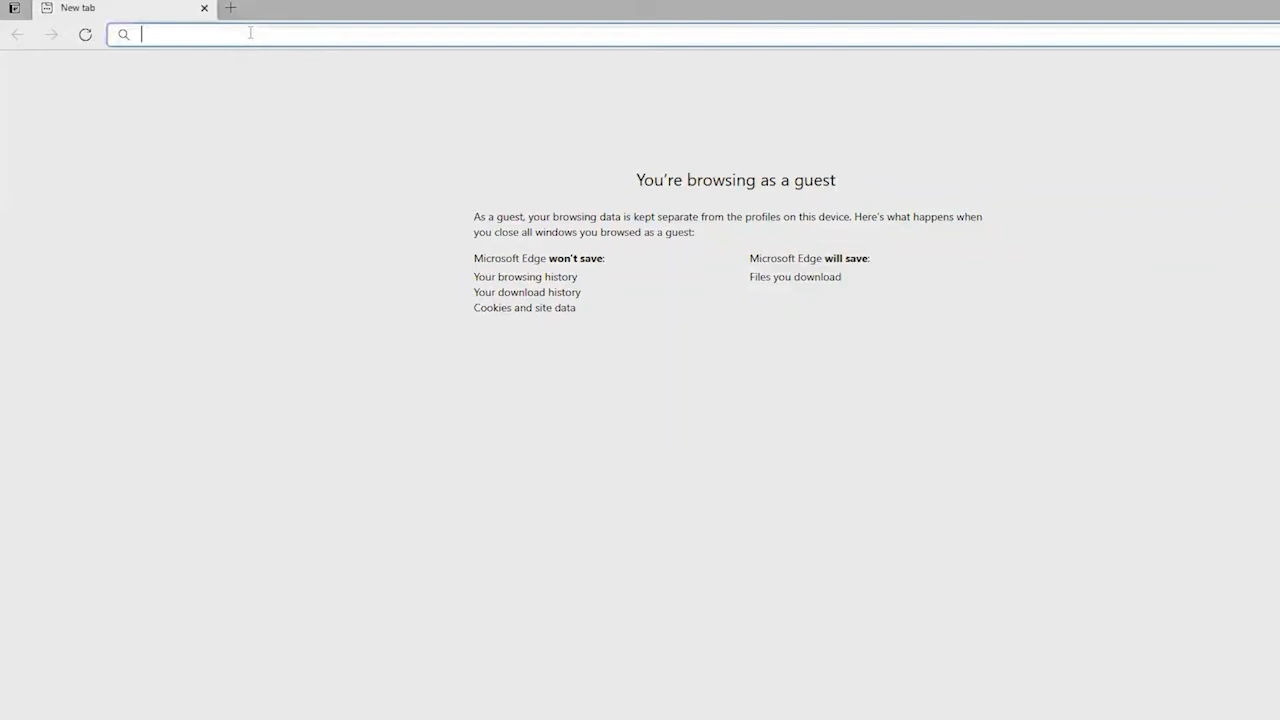 New tab
You're browsing as a guest
As a guest, your browsing data is kept separate from the profiles on this device. Here's what happens when
you close all windows you browsed as a guest:
Microsoft Edge won't save:
Your browsing history
Your download history
Cookies and site data
Microsoft Edge will save:
Files you download